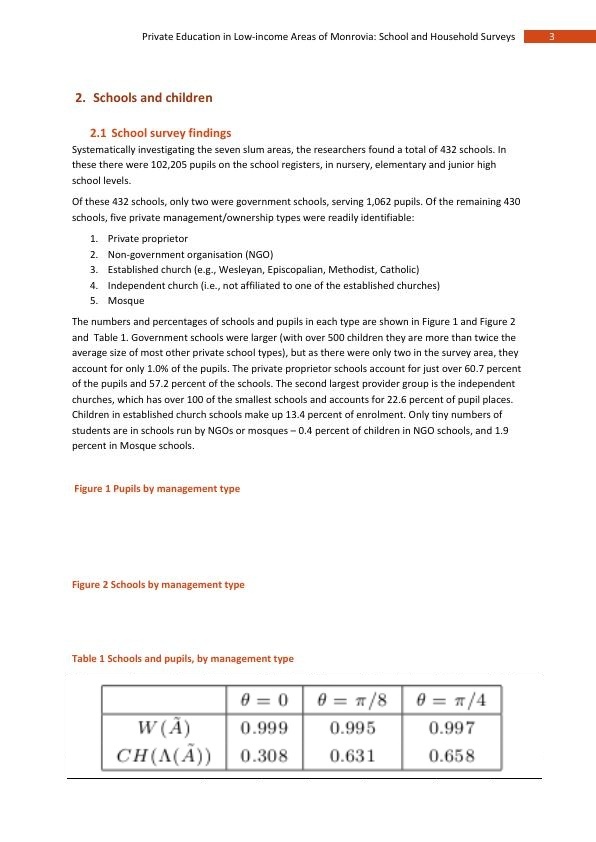 Private Education in Low-income Areas of Monrovia: School and Household Surveys 3
2. Schools and children
2.1 School survey findings
Systematically investigating the seven slum areas, the researchers found a total of 432 schools. In
these there were 102,205 pupils on the school registers, in nursery, elementary and junior high
school levels.
Of these 432 schools, only two were government schools, serving 1,062 pupils. Of the remaining 430
schools, five private management/ownership types were readily identifiable:
1. Private proprietor
2. Non-government organisation (NGO)
3. Established church (e.g., Wesleyan, Episcopalian, Methodist, Catholic)
4. Independent church (i.e., not affiliated to one of the established churches)
5. Mosque
The numbers and percentages of schools and pupils in each type are shown in Figure 1 and Figure 2
and Table 1. Government schools were larger (with over 500 children they are more than twice the
average size of most other private school types), but as there were only two in the survey area, they
account for only 1.0% of the pupils. The private proprietor schools account for just over 60.7 percent
of the pupils and 57.2 percent of the schools. The second largest provider group is the independent
churches, which has over 100 of the smallest schools and accounts for 22.6 percent of pupil places.
Children in established church schools make up 13.4 percent of enrolment. Only tiny numbers of
students are in schools run by NGOs or mosques – 0.4 percent of children in NGO schools, and 1.9
percent in Mosque schools.
Figure 1 Pupils by management type
Figure 2 Schools by management type
Table 1 Schools and pupils, by management type
θ = 0 θ = π/8 θ = π/4
W(Ã) 0.999 0.995 0.997
CH(Λ(Ã)) 0.308 0.631 0.658